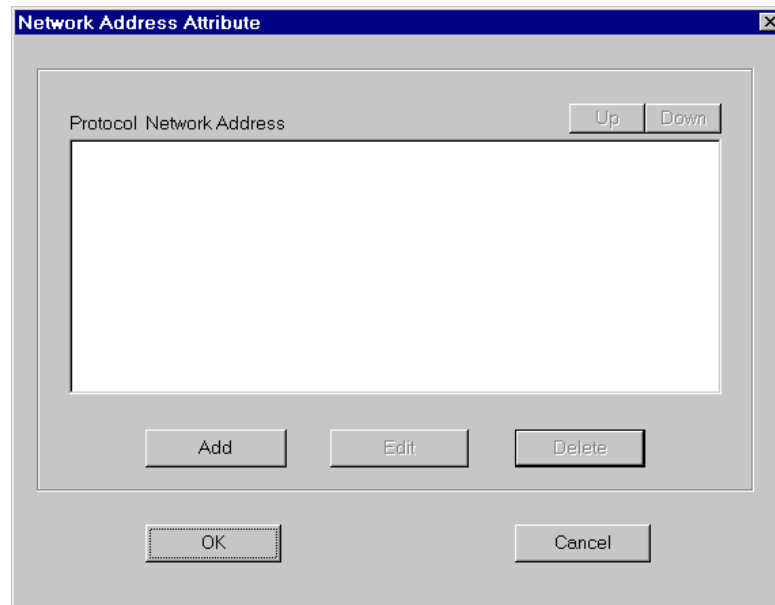 Network Address Attribute
Up Down
Protocol Network Address
Add Edit Delete
OK Cancel